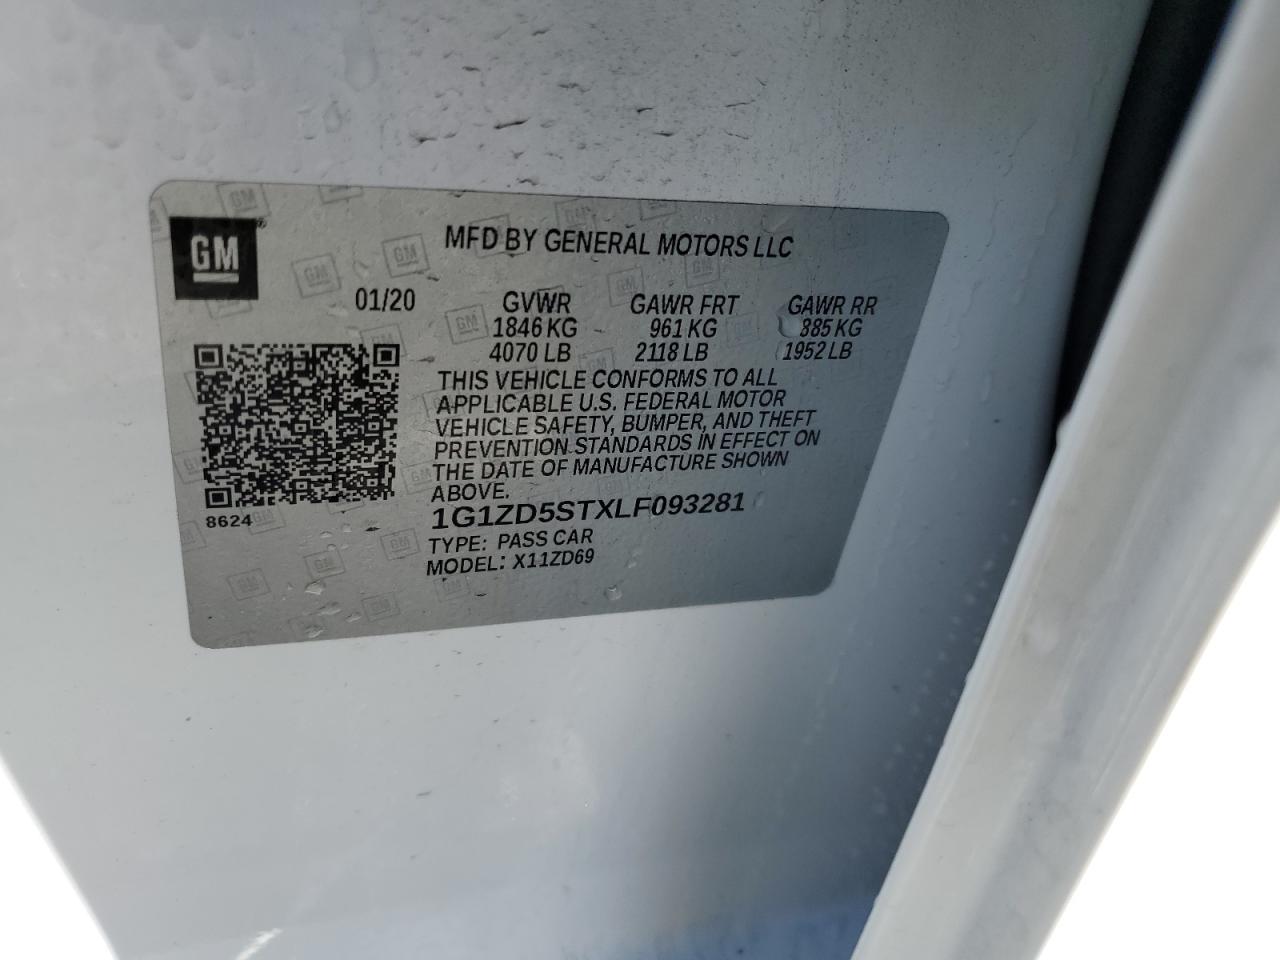 GM
MFD BY GENERAL MOTORS LLC
01/20 GVWR GAWR FRT GAWR RR
1846 KG 961 KG 885 KG
4070 LB 2118 LB 1952 LB
THIS VEHICLE CONFORMS TO ALL
APPLICABLE U.S. FEDERAL MOTOR
VEHICLE SAFETY, BUMPER, AND THEFT
PREVENTION STANDARDS IN EFFECT ON
THE DATE OF MANUFACTURE SHOWN
ABOVE.
8624
1G1ZD5STXLF093281
TYPE: PASS CAR
MODEL: X11ZD69